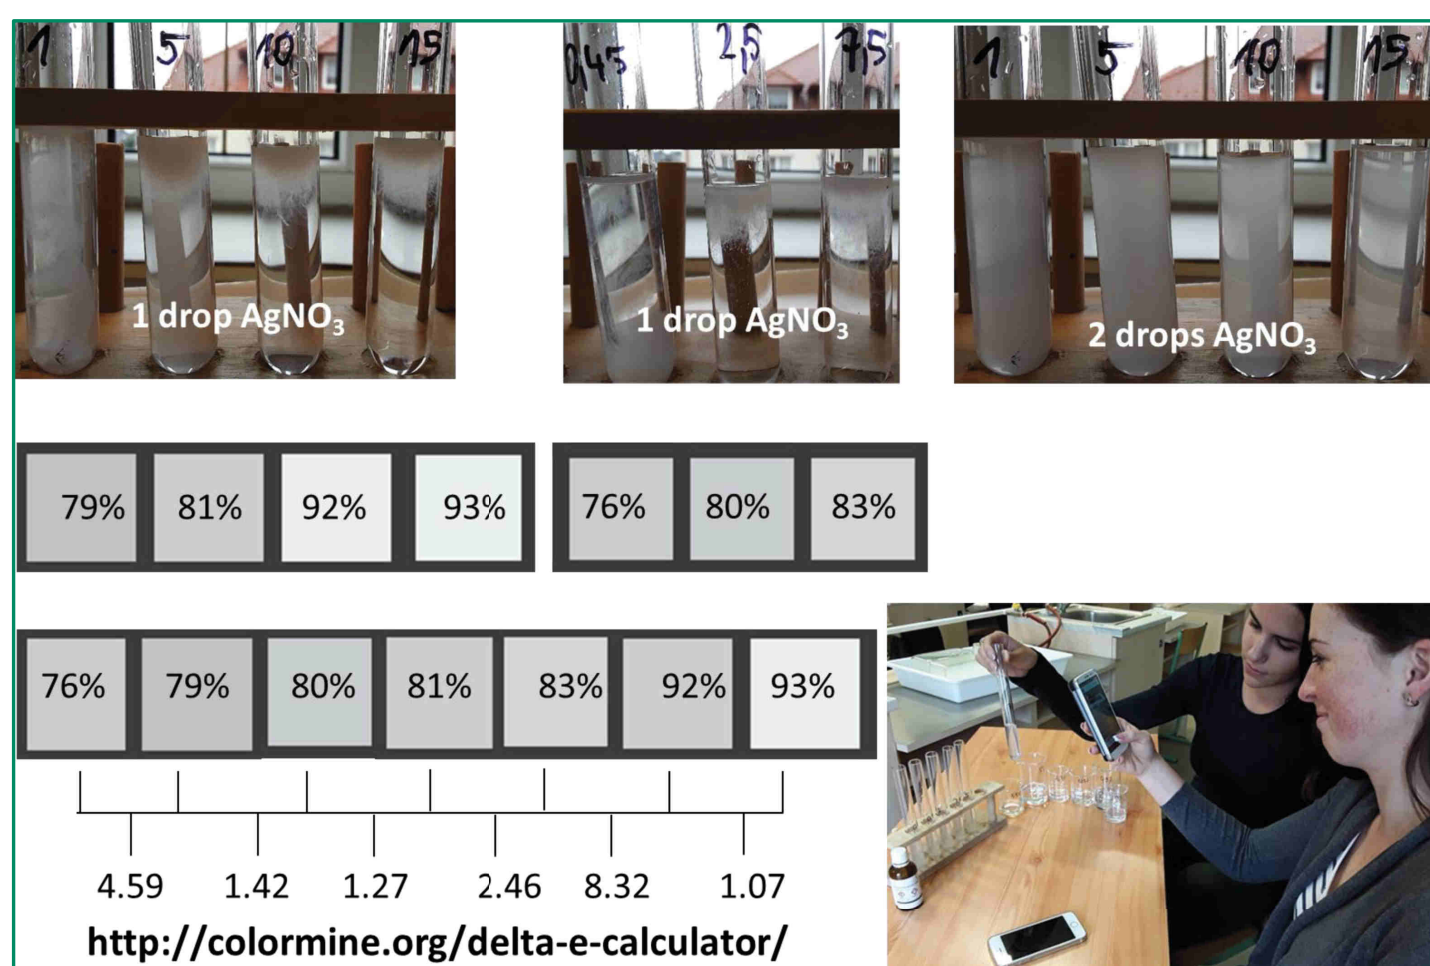 1 5 10 15
0,45 2,5 7,5
1 5 10 15
1 drop AgNO₃
1 drop AgNO₃
2 drops AgNO₃
79% 81% 92% 93%
76% 80% 83%
76% 79% 80% 81% 83% 92% 93%
4.59 1.42 1.27 2.46 8.32 1.07
http://colormine.org/delta-e-calculator/